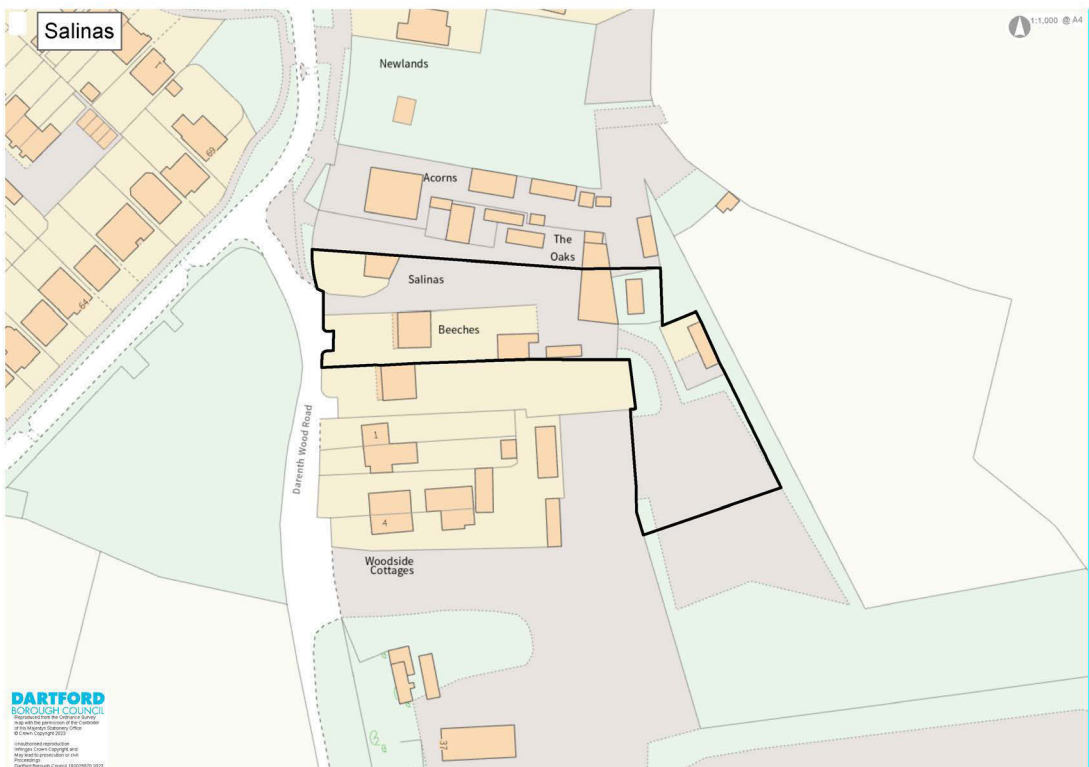 Salinas
1:1,000 @ A4
Newlands
Acorns
69
The
Oaks
Salinas
64
Beeches
Darenth Wood Road
1
4
Woodside
Cottages
37
DARTFORD
BOROUGH COUNCIL
Reproduced from the Ordnance Survey
map with the permission of the Controller
of His Majesty's Stationery Office
© Crown Copyright 2023
Unauthorised reproduction
infringes Crown Copyright and
May lead to prosecution or civil
Proceedings